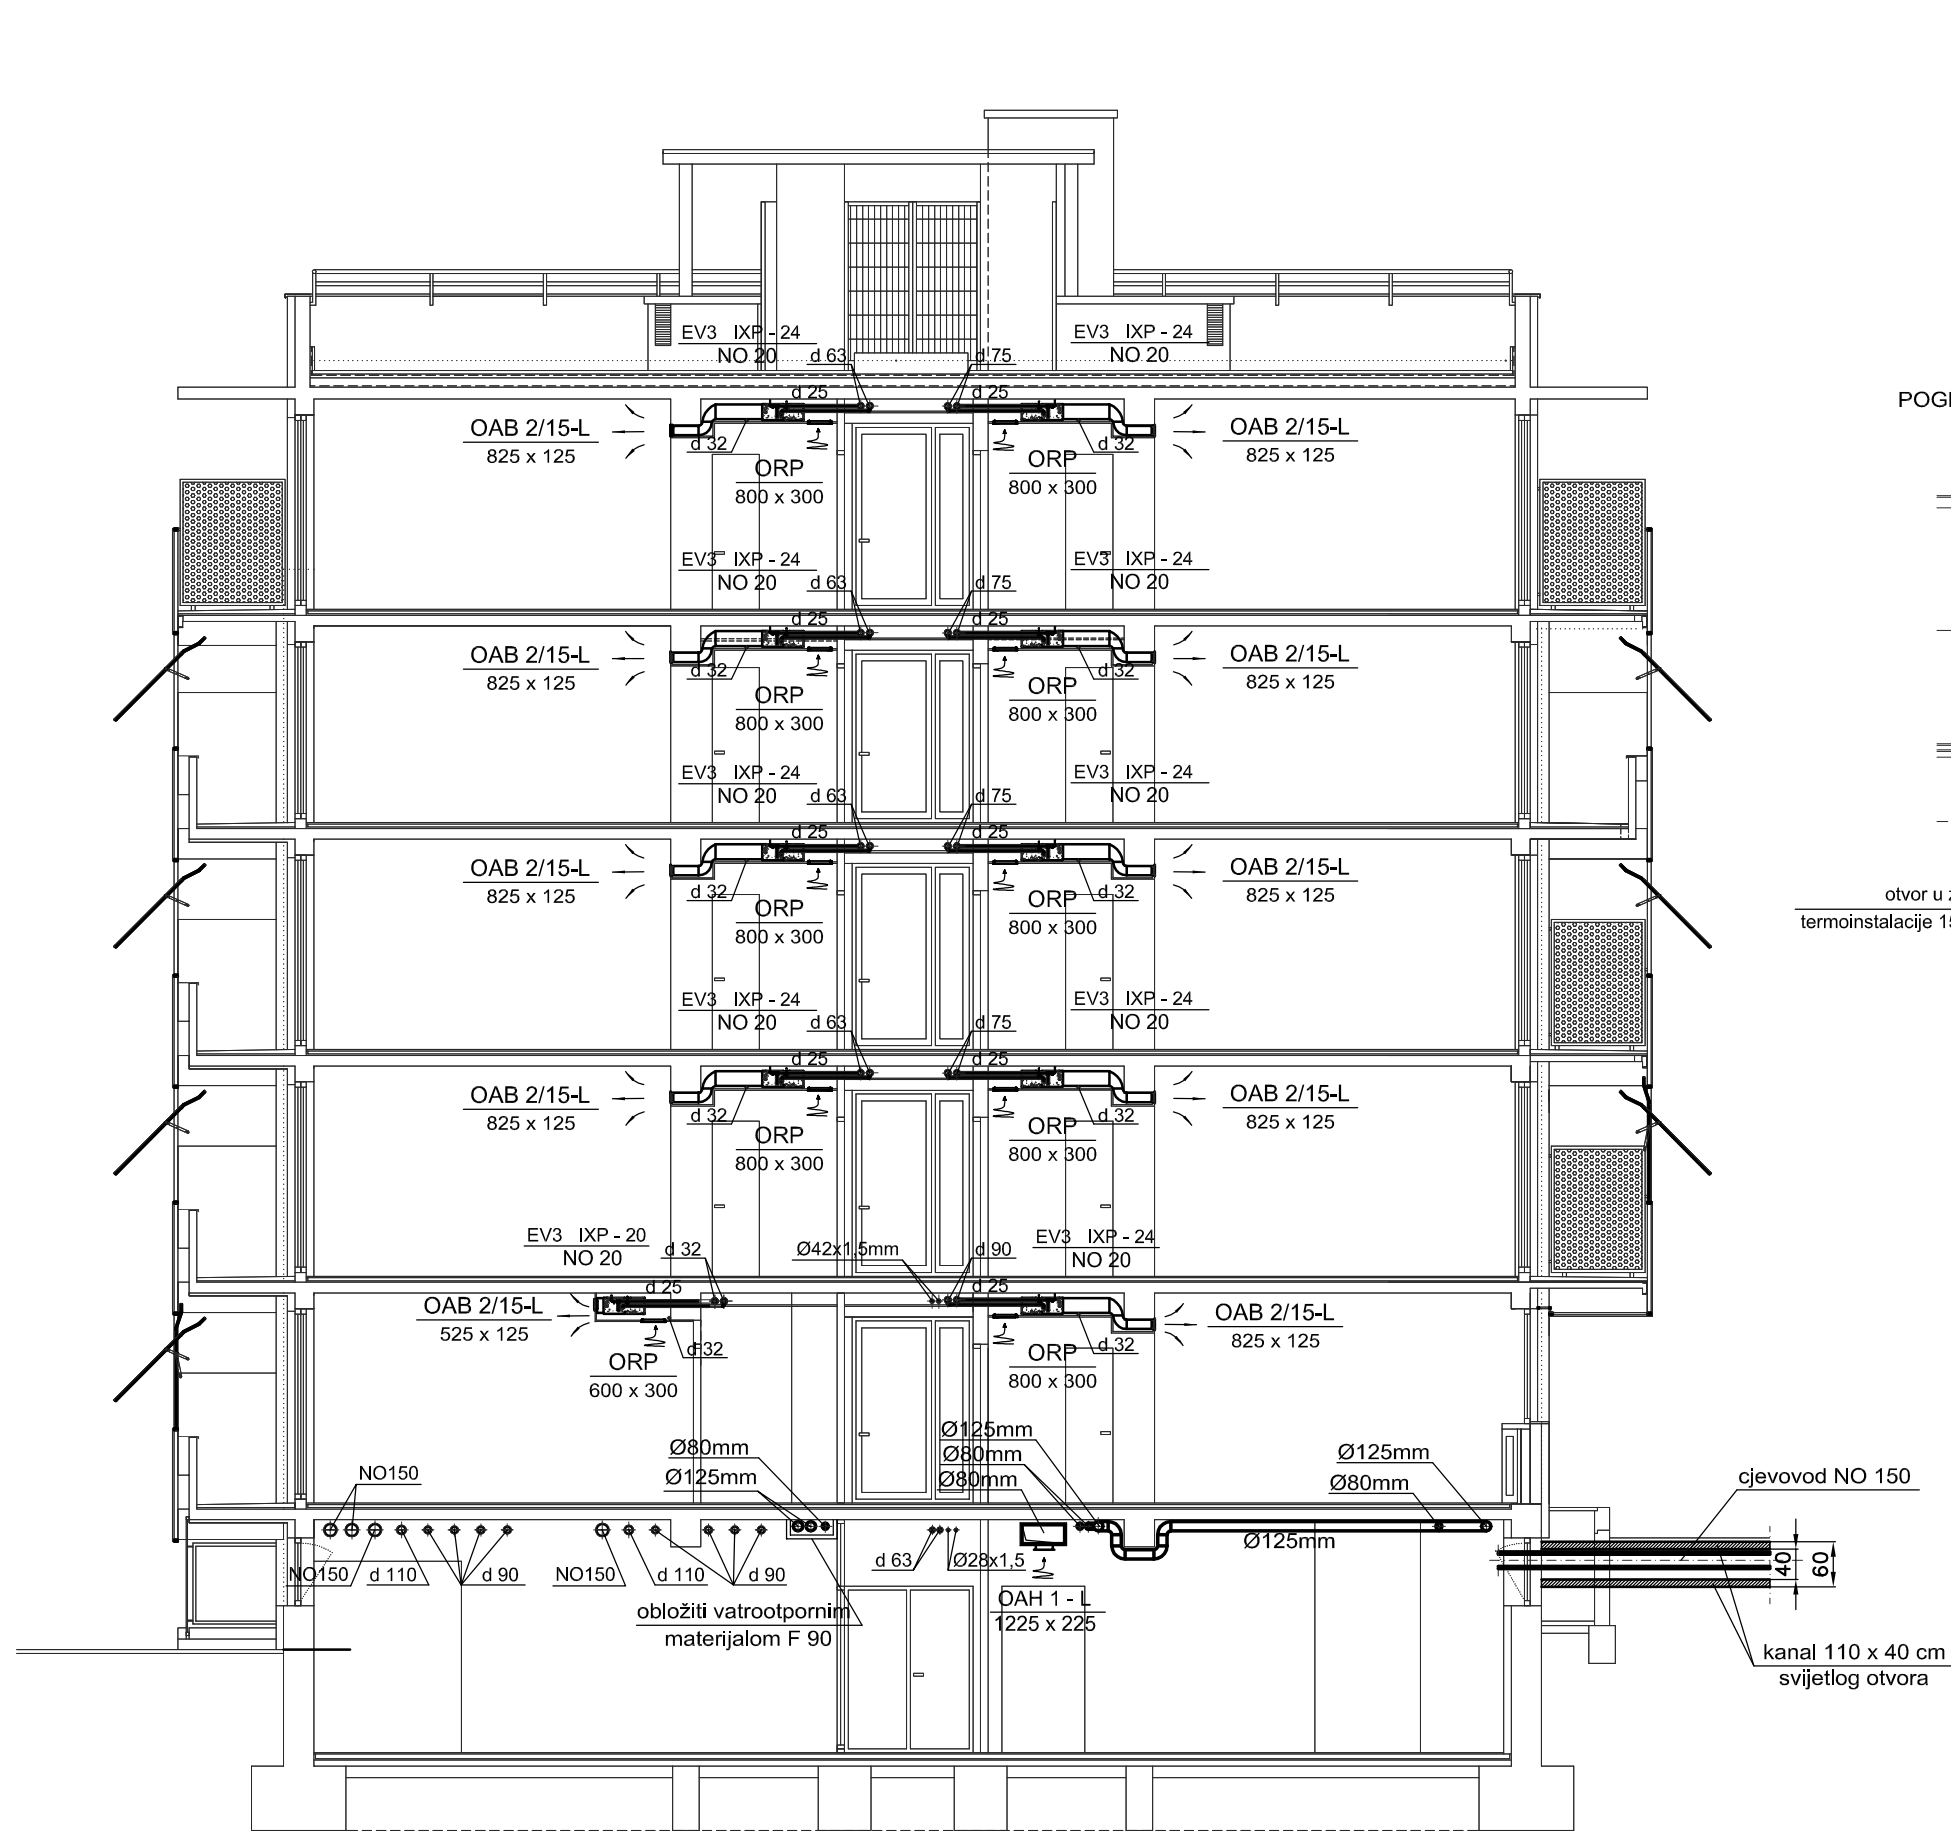 EV3 IXP - 24
NO 20
d 63
d 75
EV3 IXP - 24
NO 20
d 25
d 25
OAB 2/15-L
825 x 125
d 32
ORP
800 x 300
ORP
800 x 300
d 32
OAB 2/15-L
825 x 125
EV3 IXP - 24
NO 20
d 63
d 75
EV3 IXP - 24
NO 20
d 25
d 25
OAB 2/15-L
825 x 125
d 32
ORP
800 x 300
ORP
800 x 300
d 32
OAB 2/15-L
825 x 125
EV3 IXP - 24
NO 20
d 63
d 75
EV3 IXP - 24
NO 20
d 25
d 25
OAB 2/15-L
825 x 125
d 32
ORP
800 x 300
ORP
800 x 300
d 32
OAB 2/15-L
825 x 125
otvor u
termoinstalacije
EV3 IXP - 24
NO 20
d 63
d 75
EV3 IXP - 24
NO 20
d 25
d 25
OAB 2/15-L
825 x 125
d 32
ORP
800 x 300
ORP
800 x 300
d 32
OAB 2/15-L
825 x 125
EV3 IXP - 20
NO 20
d 32
Ø42x1,5mm
d 90
EV3 IXP - 24
NO 20
d 25
d 25
OAB 2/15-L
525 x 125
d 32
ORP
600 x 300
ORP
800 x 300
d 32
OAB 2/15-L
825 x 125
NO150
Ø80mm
Ø125mm
Ø125mm
Ø80mm
Ø80mm
Ø125mm
Ø80mm
cjevovod NO 150
NO150
d 110
d 90
NO150
d 110
d 90
d 63
Ø28x1,5
Ø125mm
40
60
obložiti vatrootpornim
materijalom F 90
OAH 1 - L
1225 x 225
kanal 110 x 40 cm
svijetlog otvora